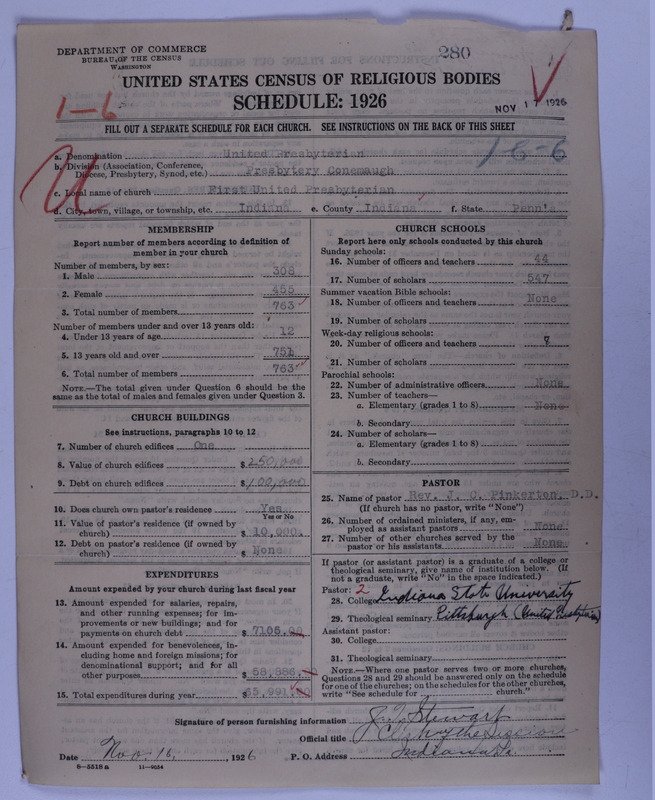 DEPARTMENT OF COMMERCE
BUREAU OF THE CENSUS
WASHINGTON
280
UNITED STATES CENSUS OF RELIGIOUS BODIES
SCHEDULE: 1926
1-6
NOV 17 1926
FILL OUT A SEPARATE SCHEDULE FOR EACH CHURCH. SEE INSTRUCTIONS ON THE BACK OF THIS SHEET
a. Denomination United Presbyterian
b. Division (Association, Conference, Diocese, Presbytery, Synod, etc.) Presbytery Conemaugh
c. Local name of church First United Presbyterian
d. City, town, village, or township, etc. Indiana e. County Indiana f. State Penn'a
MEMBERSHIP
Report number of members according to definition of
member in your church
Number of members, by sex:
1. Male 308
2. Female 455
3. Total number of members 763
Number of members under and over 13 years old:
4. Under 13 years of age 12
5. 13 years old and over 751
6. Total number of members 763
NOTE.—The total given under Question 6 should be
same as the total of males and females given under Question 3.
CHURCH BUILDINGS
See instructions, paragraphs 10 to 12
7. Number of church edifices One
8. Value of church edifices $250,000
9. Debt on church edifices $100,000
10. Does church own pastor's residence Yes
Yes or No
11. Value of pastor's residence (if owned by
church) $ 10,000.
12. Debt on pastor's residence (if owned by
church) $ None
EXPENDITURES
Amount expended by your church during last fiscal year
13. Amount expended for salaries, repairs,
and other running expenses; for im-
provements or new buildings; and for
payments on church debt $ 7105.00
14. Amount expended for benevolences, in-
cluding home and foreign missions; for
denominational support; and for all
other purposes $ 58,886.
15. Total expenditures during year $ 65,991.
CHURCH SCHOOLS
Report here only schools conducted by this church
Sunday schools:
16. Number of officers and teachers 44
17. Number of scholars 547
Summer vacation Bible schools:
18. Number of officers and teachers None
19. Number of scholars
Week-day religious schools:
20. Number of officers and teachers
21. Number of scholars
Parochial schools:
22. Number of administrative officers None
23. Number of teachers—
a. Elementary (grades 1 to 8) None
b. Secondary
24. Number of scholars—
a. Elementary (grades 1 to 8)
b. Secondary
PASTOR
25. Name of pastor Rev. J. C. Pinkerton, D.D.
(If church has no pastor, write "None")
26. Number of ordained ministers, if any, em-
ployed as assistant pastors None
27. Number of other churches served by the
pastor or his assistants None
If pastor (or assistant pastor) is a graduate of a college or
theological seminary, give name of institution below. (If
not a graduate, write "No" in the space indicated.)
Pastor: 2
28. College Indiana State University
29. Theological seminary Pittsburgh (United Presbyterian)
Assistant pastor:
30. College
31. Theological seminary
NOTE.—Where one pastor serves two or more churches,
Questions 28 and 29 should be answered only on the schedule
for one of the churches; on the schedules for the other churches,
write "See schedule for church."
Signature of person furnishing information J. Stewart
Official title Clerk of the Session
Date Nov. 16, 1926 P. O. Address Indiana Pa.
8—5518a 11—9054